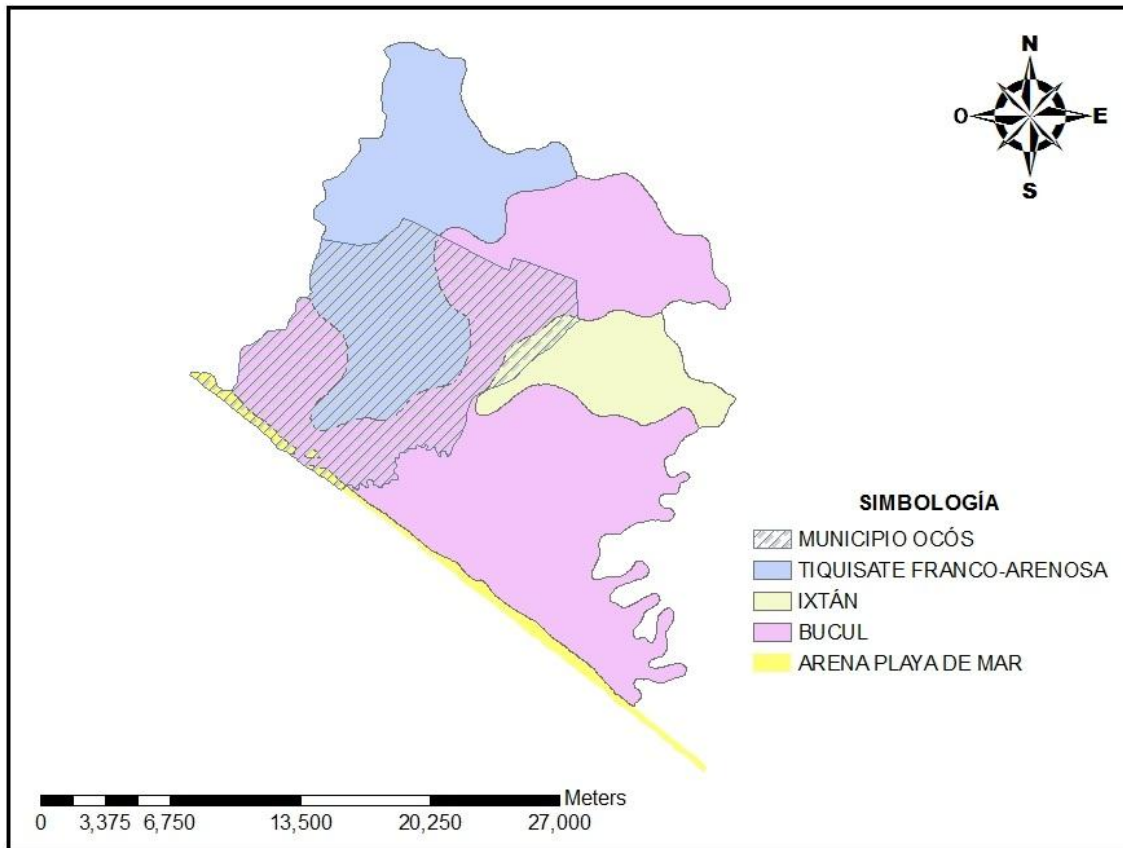 N
O E
S
SIMBOLOGÍA
MUNICIPIO OCÓS
TIQUISATE FRANCO-ARENOSA
IXTÁN
BUCUL
ARENA PLAYA DE MAR
Meters
0 3,375 6,750 13,500 20,250 27,000